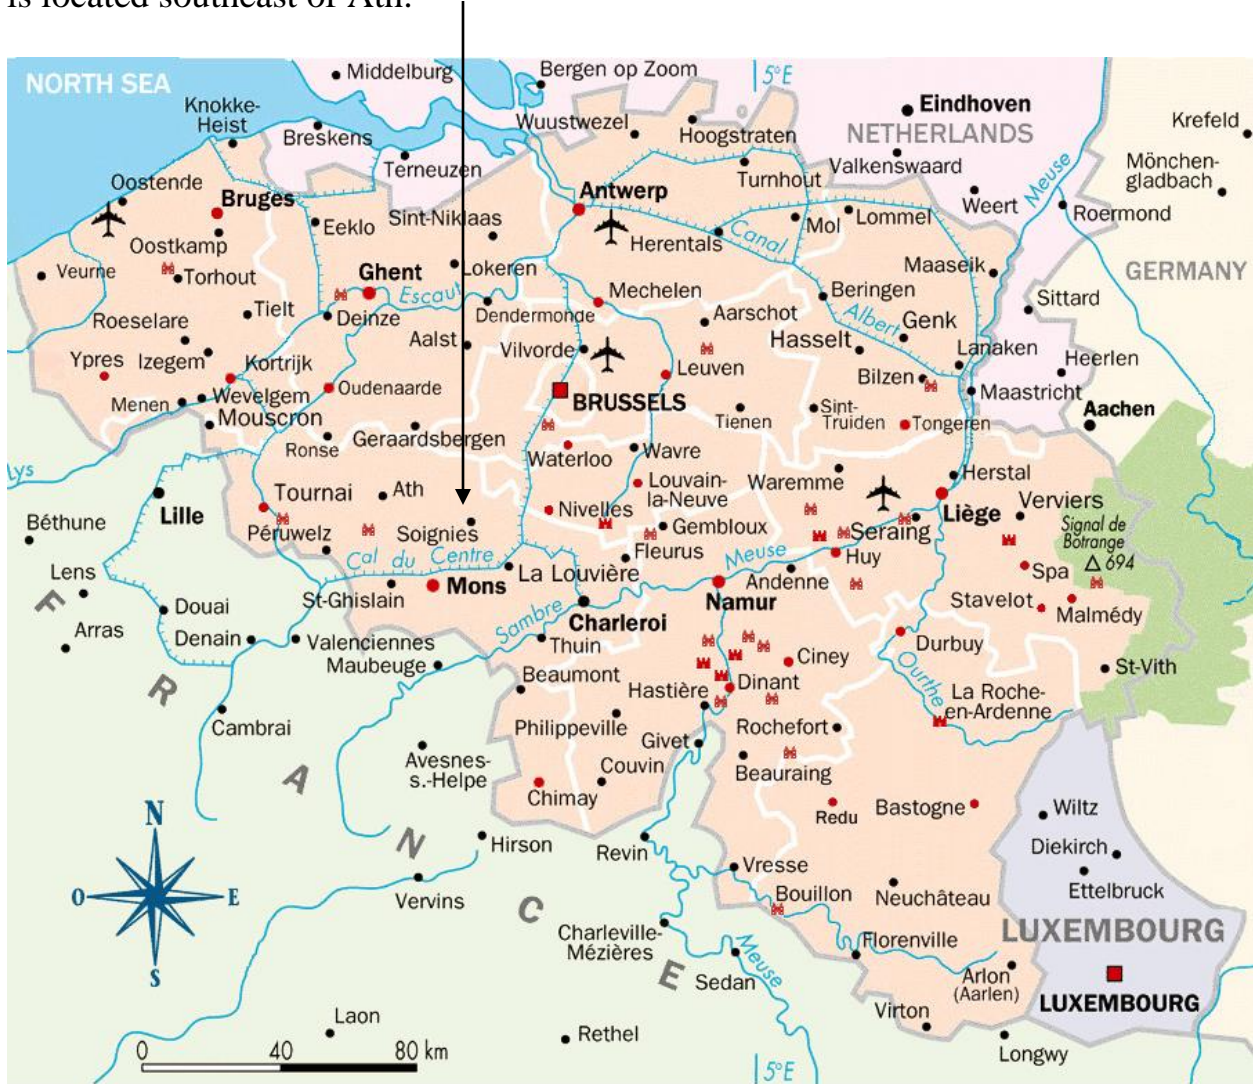 is located southeast of Ath.
NORTH SEA
Middelburg
Bergen op Zoom
5°E
Knokke-
Heist
Breskens
Wuustwezel
Hoogstraten
Eindhoven
NETHERLANDS
Krefeld
Terneuzen
Turnhout
Valkenswaard
Meuse
Mönchen-
gladbach
Oostende
Bruges
Antwerp
Weert
Roermond
Oostkamp
Eeklo
Sint-Niklaas
Herentals
Canal
Mol
Lommel
Veurne
Torhout
Ghent
Lokeren
Maaseik
GERMANY
Escaut
Mechelen
Beringen
Sittard
Roeselare
Tielt
Deinze
Dendermonde
Aarschot
Albert
Genk
Ypres
Izegem
Kortrijk
Aalst
Vilvorde
Hasselt
Lanaken
Heerlen
Leuven
Bilzen
Menen
Wevelgem
Oudenaarde
BRUSSELS
Maastricht
Mouscron
Tienen
Sint-
Truiden
Tongeren
Aachen
Ronse
Geraardsbergen
Waterloo
Wavre
Lys
Tournai
Ath
Louvain-
la-Neuve
Waremme
Herstal
Lille
Nivelles
Liège
Verviers
Béthune
Péruwelz
Soignies
Gembloux
Seraing
Signal de
Botrange
694
Cal du Centre
Fleurus
Meuse
Huy
Lens
La Louvière
Andenne
Spa
St-Ghislain
Mons
Namur
Stavelot
Malmédy
Douai
Sambre
Charleroi
Arras
Denain
Valenciennes
Thuin
Durbuy
Maubeuge
Ciney
Ourthe
St-Vith
Beaumont
Hastière
Dinant
La Roche-
en-Ardenne
Cambrai
Philippeville
Rochefort
Givet
Avesnes-
s.-Helpe
Couvin
Beauraing
Chimay
Redu
Bastogne
Wiltz
N
Hirson
Revin
Diekirch
Vresse
Ettelbruck
O
E
Vervins
Bouillon
Neuchâteau
FRANCE
Charleville-
Mézières
Florenville
LUXEMBOURG
S
Meuse
Sedan
Arlon
(Aarlen)
LUXEMBOURG
Laon
Rethel
Virton
Longwy
0 40 80 km
5°E